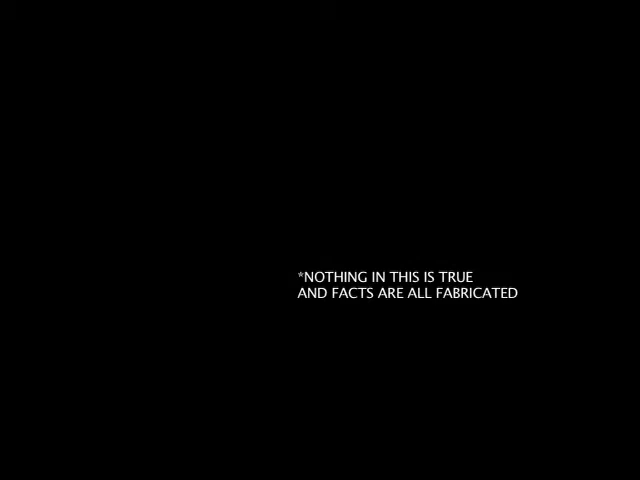 *NOTHING IN THIS IS TRUE
AND FACTS ARE ALL FABRICATED